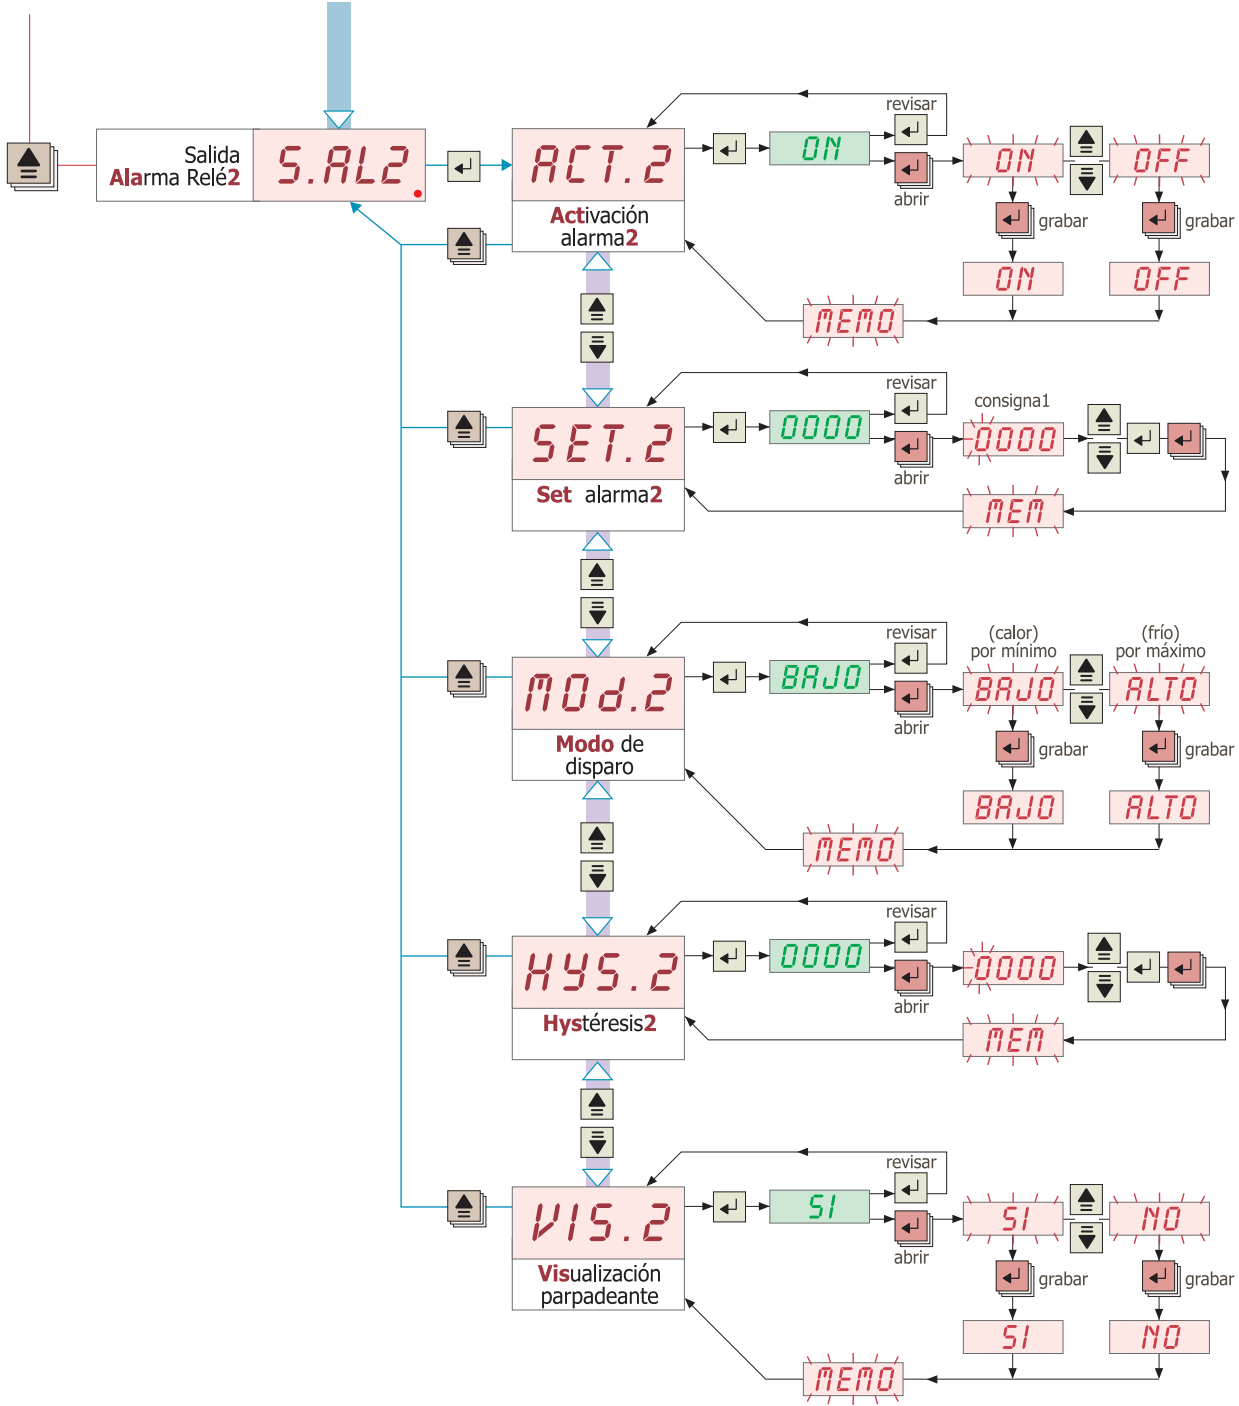 Salida
Alarma Relé2
S.AL2
ACT.2
Activación
alarma2
ON
revisar
abrir
ON
OFF
grabar
grabar
ON
OFF
MEMO
SET.2
Set alarma2
0000
revisar
abrir
consigna1
0000
MEM
MOd.2
Modo de
disparo
BAJO
revisar
abrir
(calor)
por mínimo
(frío)
por máximo
BAJO
ALTO
grabar
grabar
BAJO
ALTO
MEMO
HYS.2
Hystéresis2
0000
revisar
abrir
0000
MEM
VIS.2
Visualización
parpadeante
SI
revisar
abrir
SI
NO
grabar
grabar
SI
NO
MEMO